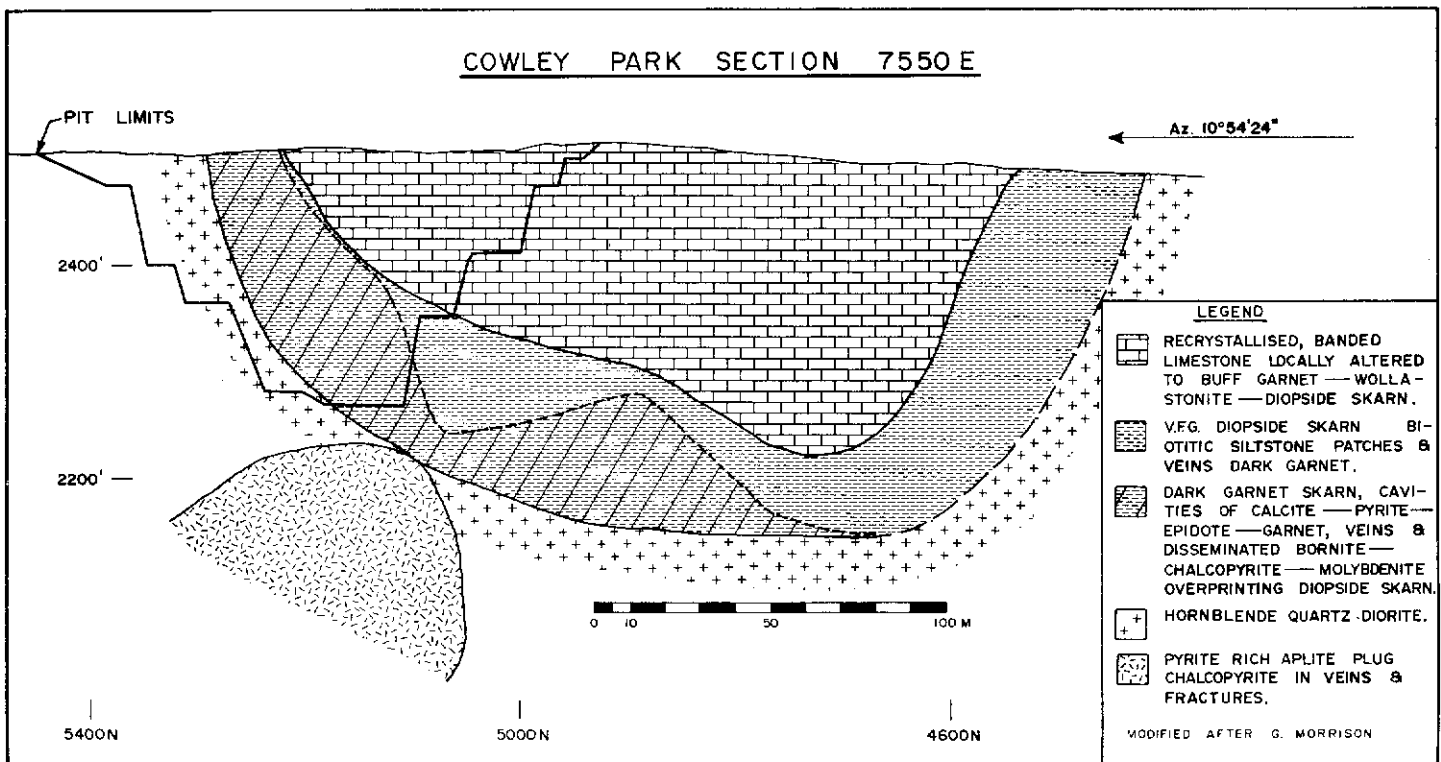 COWLEY PARK SECTION 7550 E
PIT LIMITS
Az. 10°54'24"
2400'
2200'
LEGEND
RECRYSTALLISED, BANDED
LIMESTONE LOCALLY ALTERED
TO BUFF GARNET — WOLLA-
STONITE — DIOPSIDE SKARN.
V.F.G. DIOPSIDE SKARN BI-
OTITIC SILTSTONE PATCHES &
VEINS DARK GARNET.
DARK GARNET SKARN, CAVI-
TIES OF CALCITE — PYRITE —
EPIDOTE — GARNET, VEINS &
DISSEMINATED BORNITE —
CHALCOPYRITE — MOLYBDENITE
OVERPRINTING DIOPSIDE SKARN.
HORNBLENDE QUARTZ-DIORITE.
PYRITE RICH APLITE PLUG
CHALCOPYRITE IN VEINS &
FRACTURES.
MODIFIED AFTER G. MORRISON
0 10 50 100 M
5400N 5000N 4600N